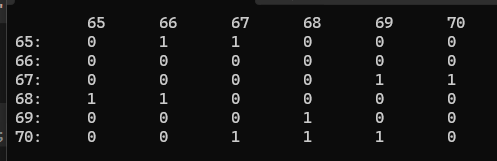 65 66 67 68 69 70
65: 0 1 1 0 0 0
66: 0 0 0 0 0 0
67: 0 0 0 0 1 1
68: 1 1 0 0 0 0
69: 0 0 0 1 0 0
70: 0 0 1 1 1 0